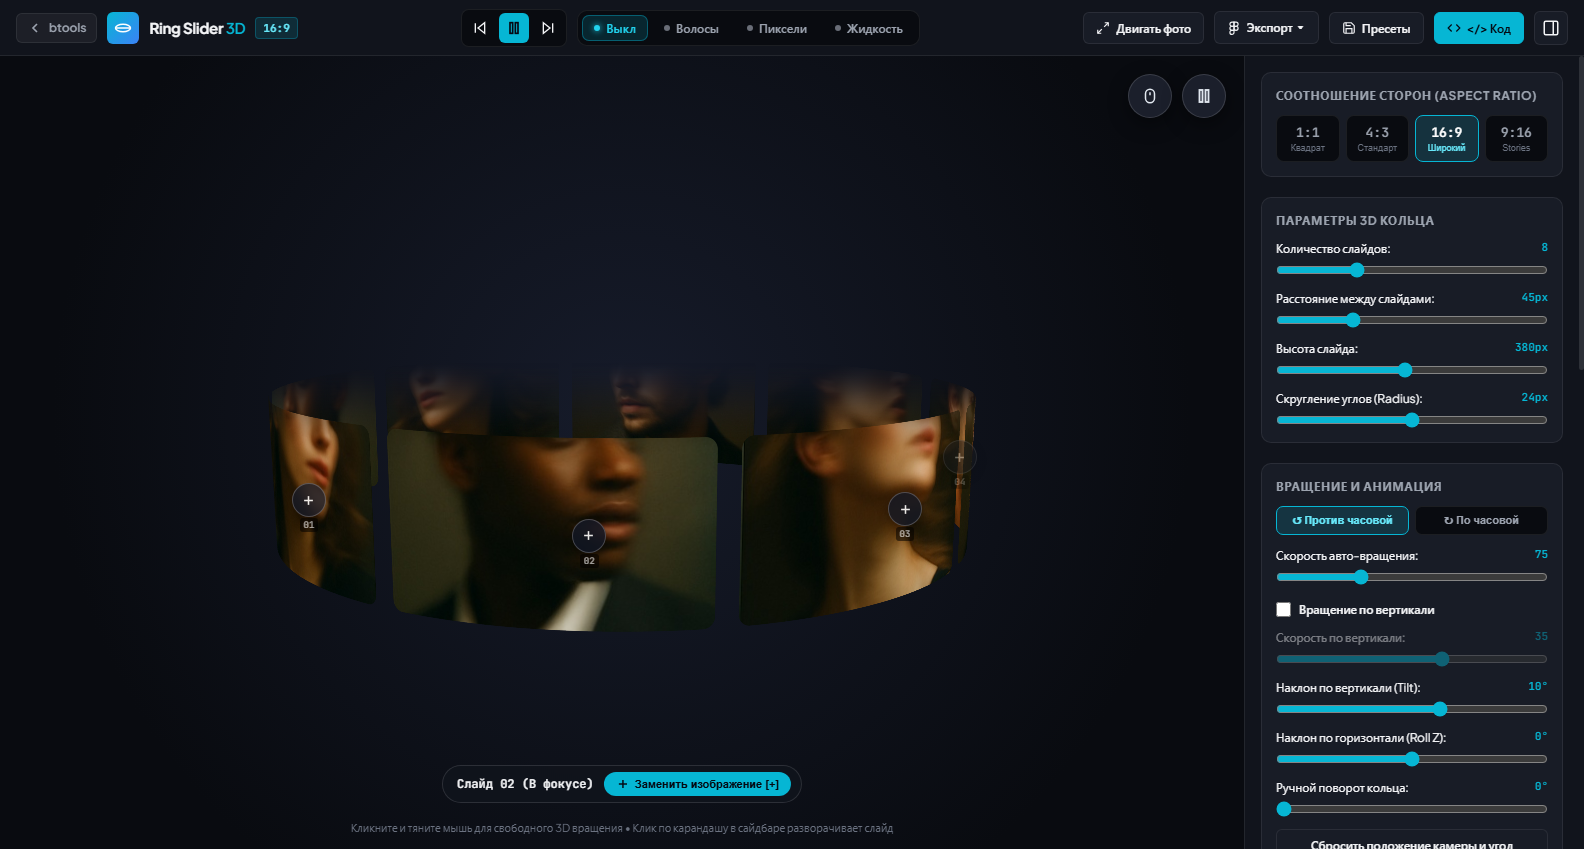 btools
Ring Slider 3D
16:9
Выкл
Волосы
Пиксели
Жидкость
Двигать фото
Экспорт
Пресеты
</> Код
СООТНОШЕНИЕ СТОРОН (ASPECT RATIO)
1:1
Квадрат
4:3
Стандарт
16:9
Широкий
9:16
Stories
ПАРАМЕТРЫ 3D КОЛЬЦА
Количество слайдов: 8
Расстояние между слайдами: 45px
Высота слайда: 380px
Скругление углов (Radius): 24px
ВРАЩЕНИЕ И АНИМАЦИЯ
↺ Против часовой
↻ По часовой
Скорость авто-вращения: 75
Вращение по вертикали
Скорость по вертикали: 35
Наклон по вертикали (Tilt): 10°
Наклон по горизонтали (Roll Z): 0°
Ручной поворот кольца: 0°
Сбросить положение камеры и угол
01
02
03
04
Слайд 02 (В фокусе)
+ Заменить изображение [+]
Кликните и тяните мышь для свободного 3D вращения • Клик по карандашу в сайдбаре разворачивает слайд